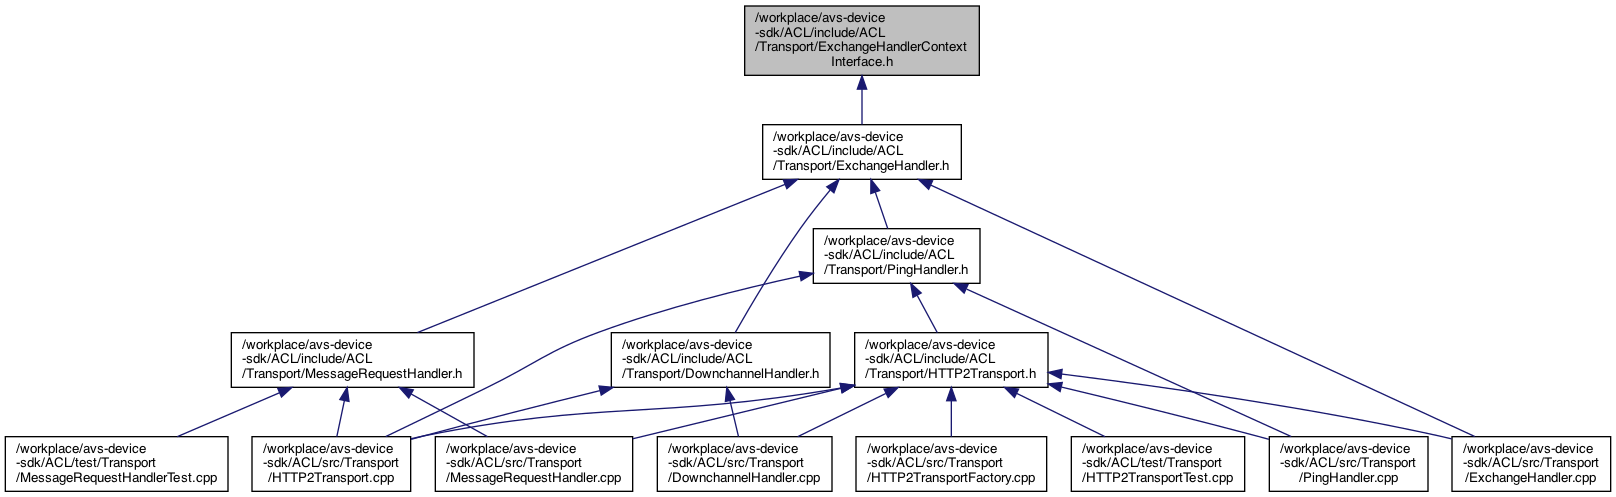 /workplace/avs-device
-sdk/ACL/include/ACL
/Transport/ExchangeHandlerContext
Interface.h
/workplace/avs-device
-sdk/ACL/include/ACL
/Transport/ExchangeHandler.h
/workplace/avs-device
-sdk/ACL/include/ACL
/Transport/PingHandler.h
/workplace/avs-device
-sdk/ACL/include/ACL
/Transport/MessageRequestHandler.h
/workplace/avs-device
-sdk/ACL/include/ACL
/Transport/DownchannelHandler.h
/workplace/avs-device
-sdk/ACL/include/ACL
/Transport/HTTP2Transport.h
/workplace/avs-device
-sdk/ACL/test/Transport
/MessageRequestHandlerTest.cpp
/workplace/avs-device
-sdk/ACL/src/Transport
/HTTP2Transport.cpp
/workplace/avs-device
-sdk/ACL/src/Transport
/MessageRequestHandler.cpp
/workplace/avs-device
-sdk/ACL/src/Transport
/DownchannelHandler.cpp
/workplace/avs-device
-sdk/ACL/src/Transport
/HTTP2TransportFactory.cpp
/workplace/avs-device
-sdk/ACL/test/Transport
/HTTP2TransportTest.cpp
/workplace/avs-device
-sdk/ACL/src/Transport
/PingHandler.cpp
/workplace/avs-device
-sdk/ACL/src/Transport
/ExchangeHandler.cpp